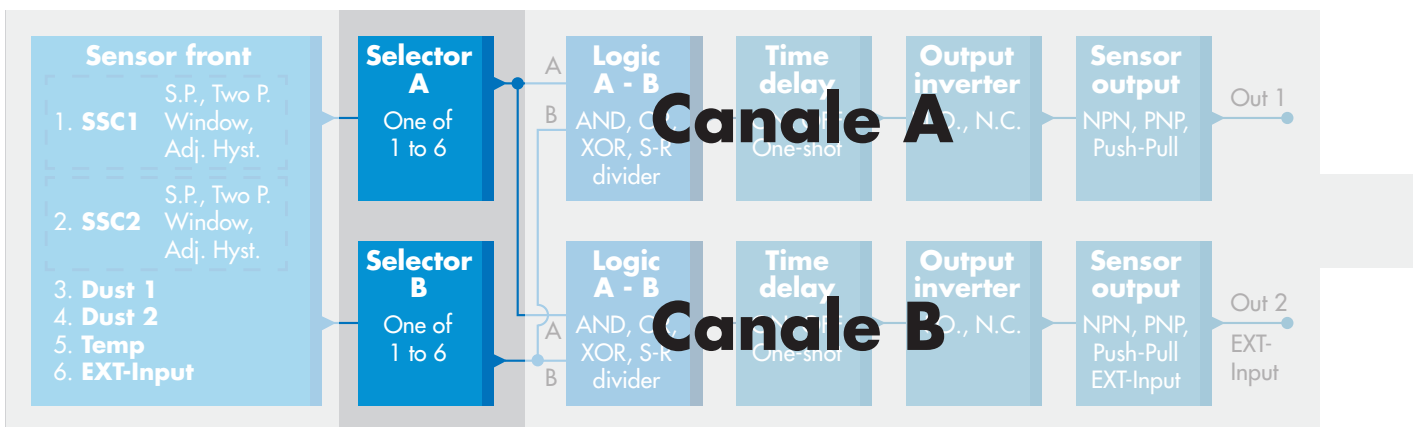 Sensor front
1. SSC1
S.P., Two P.
Window,
Adj. Hyst.
2. SSC2
S.P., Two P.
Window,
Adj. Hyst.
3. Dust 1
4. Dust 2
5. Temp
6. EXT-Input
Selector
A
One of
1 to 6
A
B
Logic
A - B
AND, OR,
XOR, S-R
divider
Time
delay
One-shot
Output
inverter
N.C.
Sensor
output
NPN, PNP,
Push-Pull
Out 1
Canale A
Selector
B
One of
1 to 6
A
B
Logic
A - B
AND, OR,
XOR, S-R
divider
Time
delay
One-shot
Output
inverter
N.C.
Sensor
output
NPN, PNP,
Push-Pull
EXT-Input
Out 2
EXT-
Input
Canale B